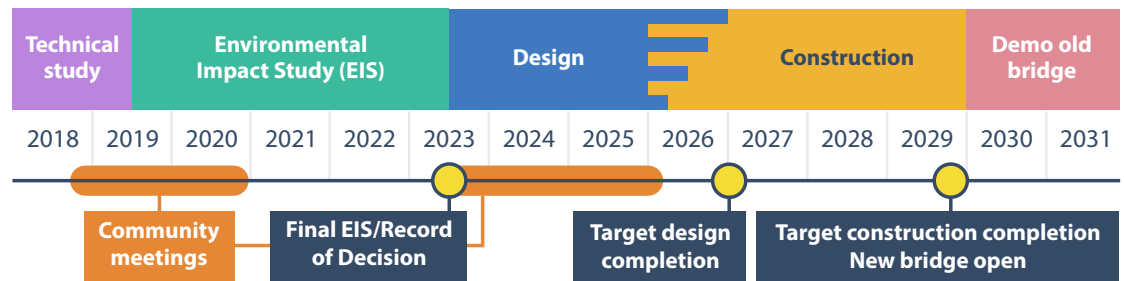 Technical
study
Environmental
Impact Study (EIS)
Design
Construction
Demo old
bridge
2018 2019 2020 2021 2022 2023 2024 2025 2026 2027 2028 2029 2030 2031
Community
meetings
Final EIS/Record
of Decision
Target design
completion
Target construction completion
New bridge open